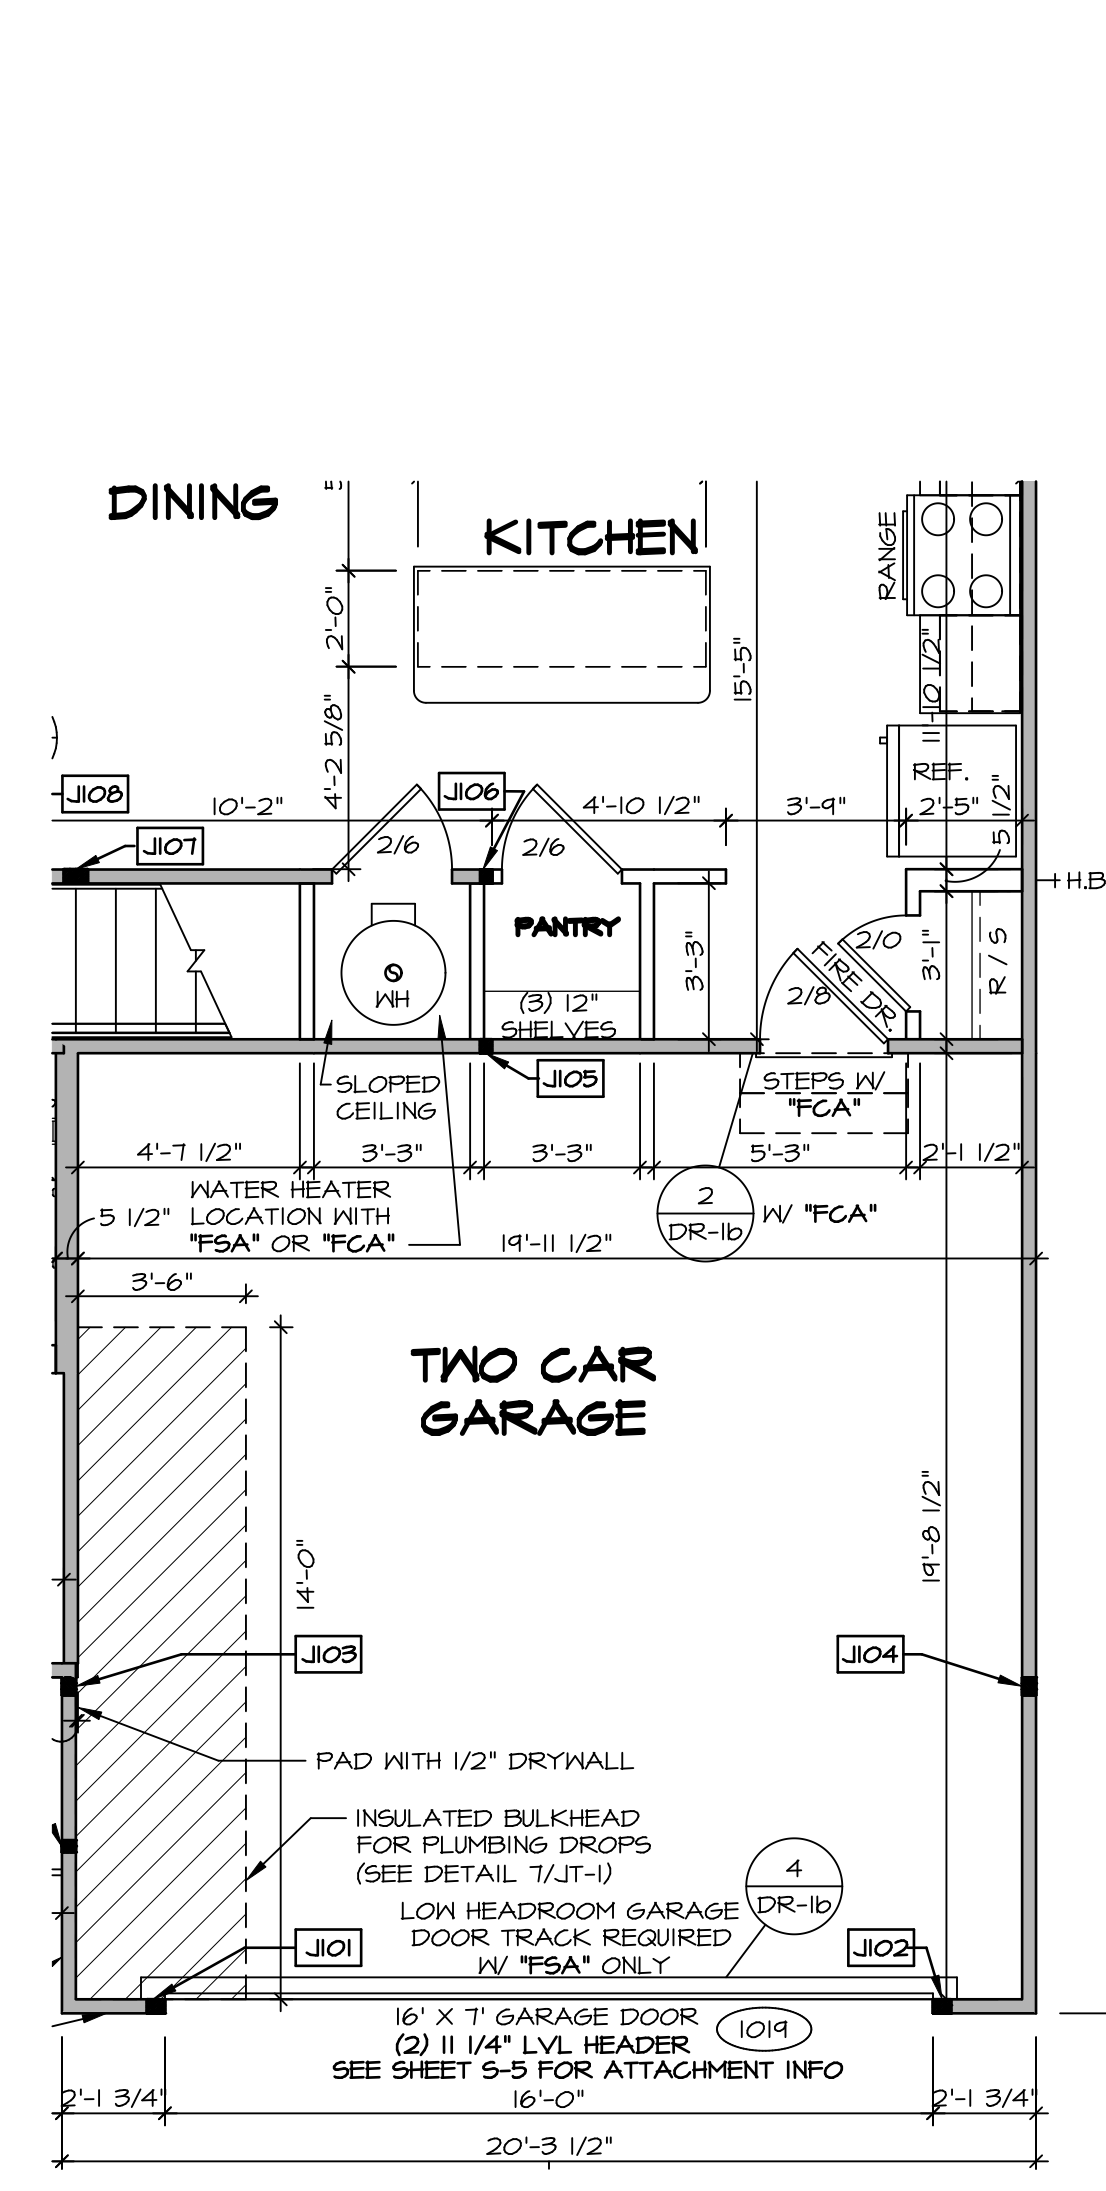 DINING
KITCHEN
RANGE
2'-0"
15'-5"
11'-10 1/2"
4'-2 5/8"
REF.
J108
J106
10'-2"
4'-10 1/2"
3'-9"
2'-5"
5 1/2"
J107
2/6
2/6
H.B
PANTRY
2/0
3'-3"
3'-1"
R / S
FIRE DR.
2/8
WH
(3) 12"
SHELVES
SLOPED
CEILING
J105
STEPS W/
"FCA"
4'-7 1/2"
3'-3"
3'-3"
5'-3"
2'-1 1/2"
WATER HEATER
LOCATION WITH
"FSA" OR "FCA"
5 1/2"
2
DR-1b
W/ "FCA"
19'-11 1/2"
3'-6"
TWO CAR
GARAGE
14'-0"
19'-8 1/2"
J103
J104
PAD WITH 1/2" DRYWALL
INSULATED BULKHEAD
FOR PLUMBING DROPS
(SEE DETAIL 7/JT-1)
4
DR-1b
LOW HEADROOM GARAGE
DOOR TRACK REQUIRED
W/ "FSA" ONLY
J101
J102
16' X 7' GARAGE DOOR
(2) 11 1/4" LVL HEADER
SEE SHEET S-5 FOR ATTACHMENT INFO
1019
2'-1 3/4"
16'-0"
2'-1 3/4"
20'-3 1/2"